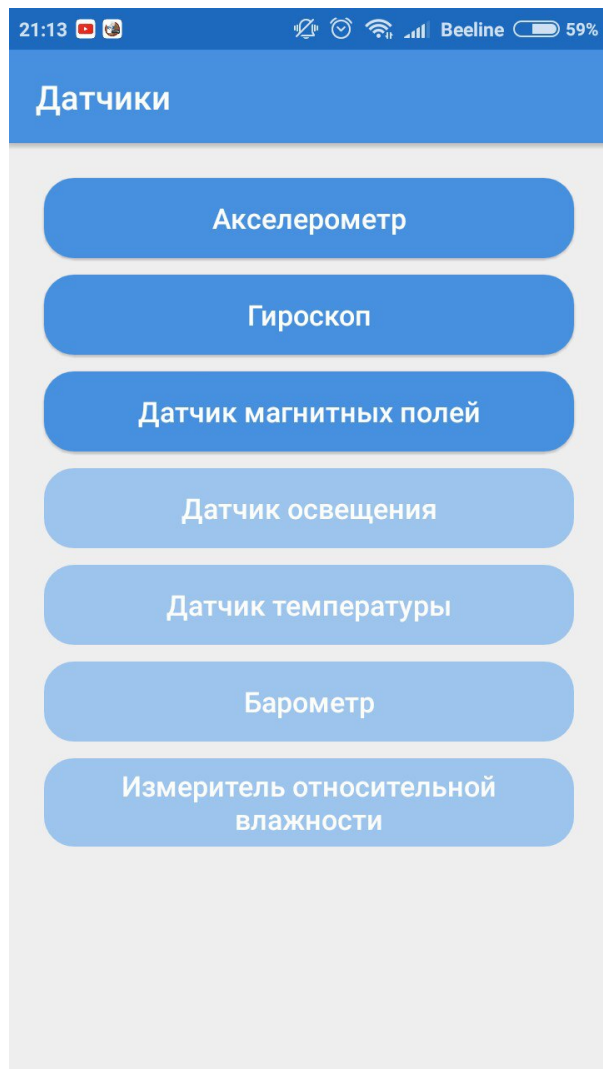 21:13 Beeline 59%
Датчики
Акселерометр
Гироскоп
Датчик магнитных полей
Датчик освещения
Датчик температуры
Барометр
Измеритель относительной
влажности